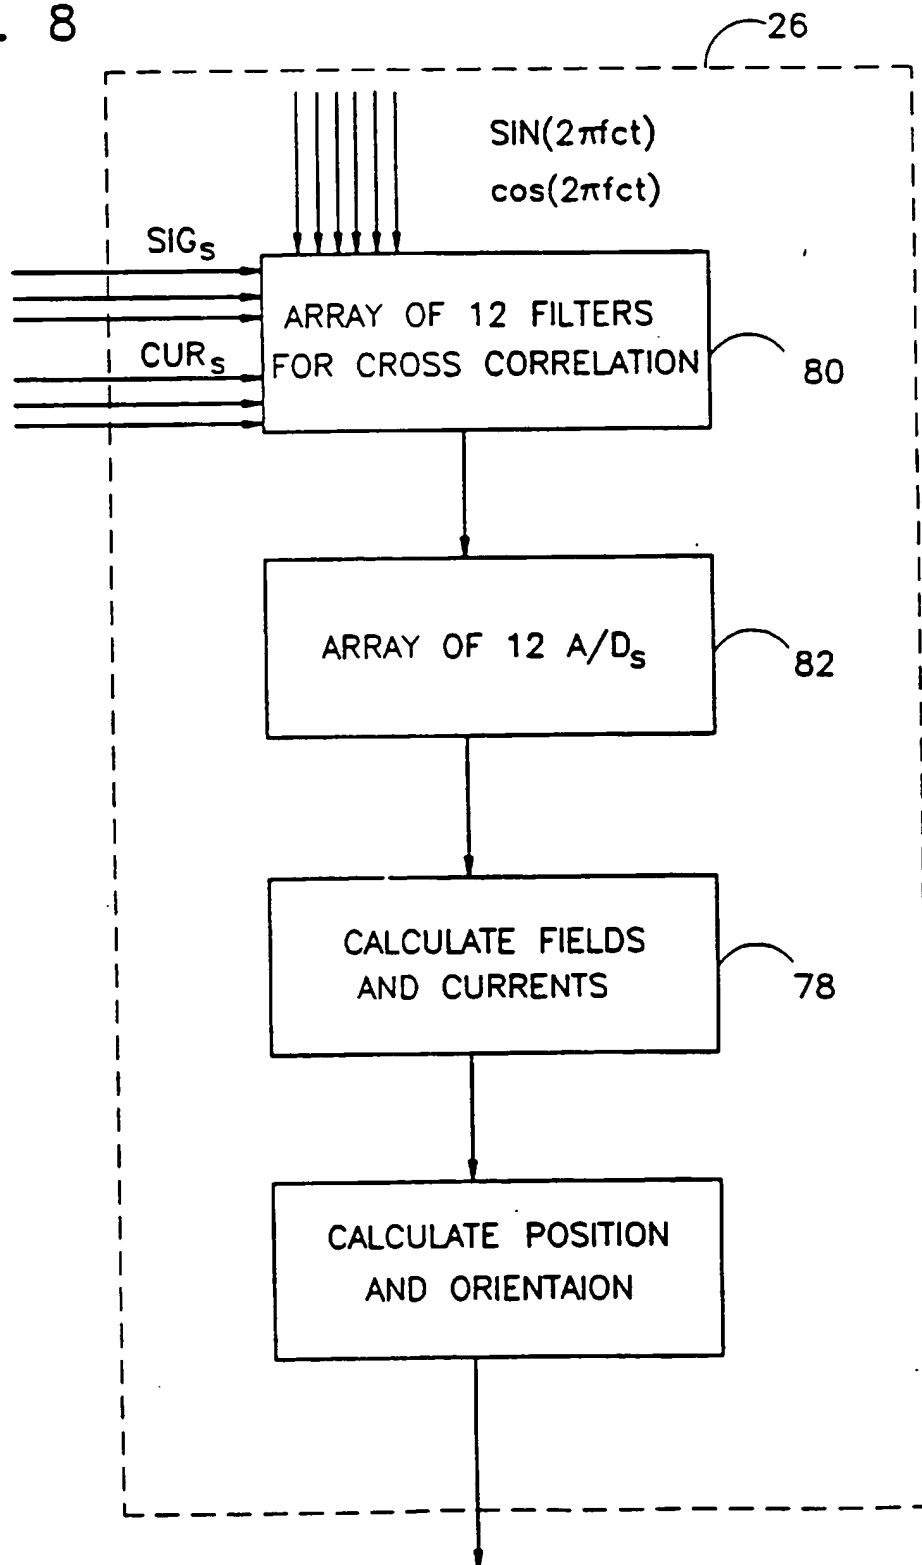 . 8
26
SIN(2πfct)
cos(2πfct)
SIGs
ARRAY OF 12 FILTERS
FOR CROSS CORRELATION
CURs
80
ARRAY OF 12 A/Ds
82
CALCULATE FIELDS
AND CURRENTS
78
CALCULATE POSITION
AND ORIENTAION